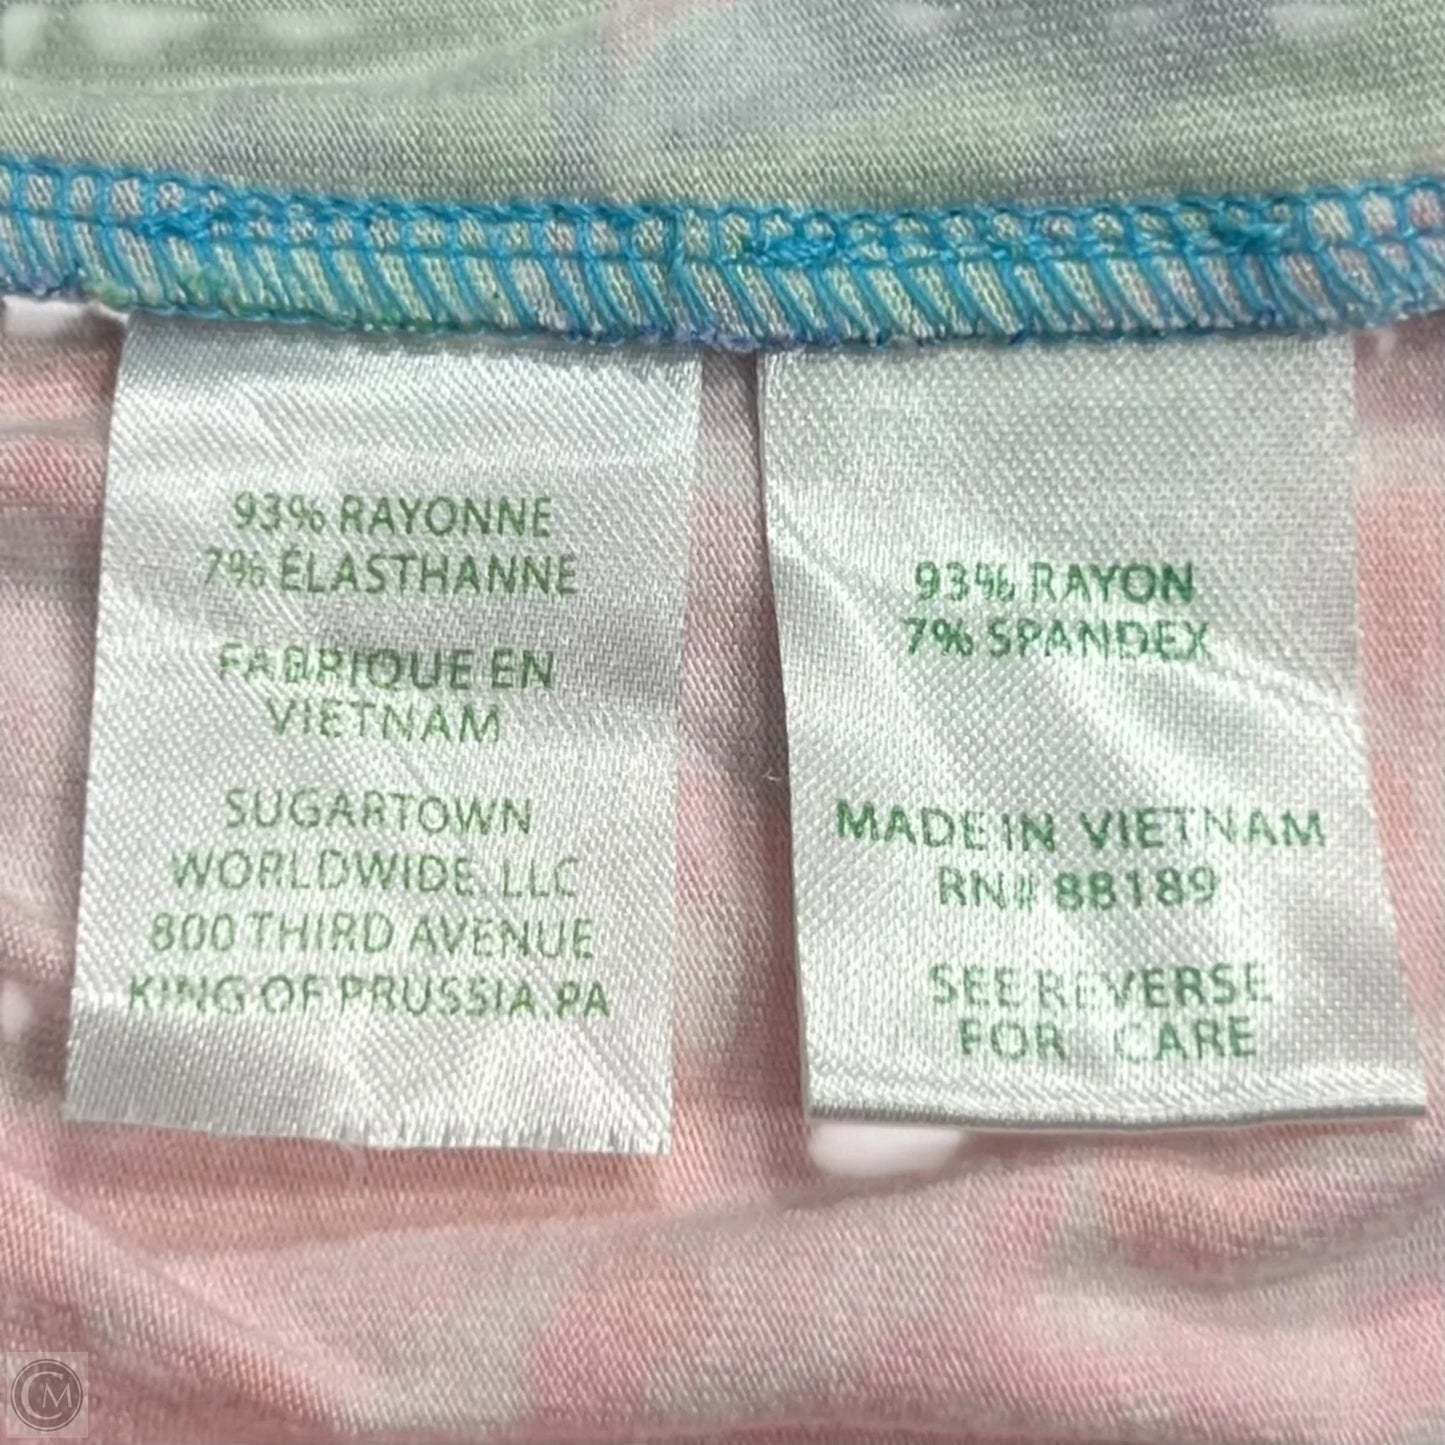 93% RAYONNE
7% ÉLASTHANNE
FABRIQUE EN
VIETNAM
SUGARTOWN
WORLDWIDE, LLC
800 THIRD AVENUE
KING OF PRUSSIA, PA
93% RAYON
7% SPANDEX
MADE IN VIETNAM
RN# 88189
SEE REVERSE
FOR CARE
CM